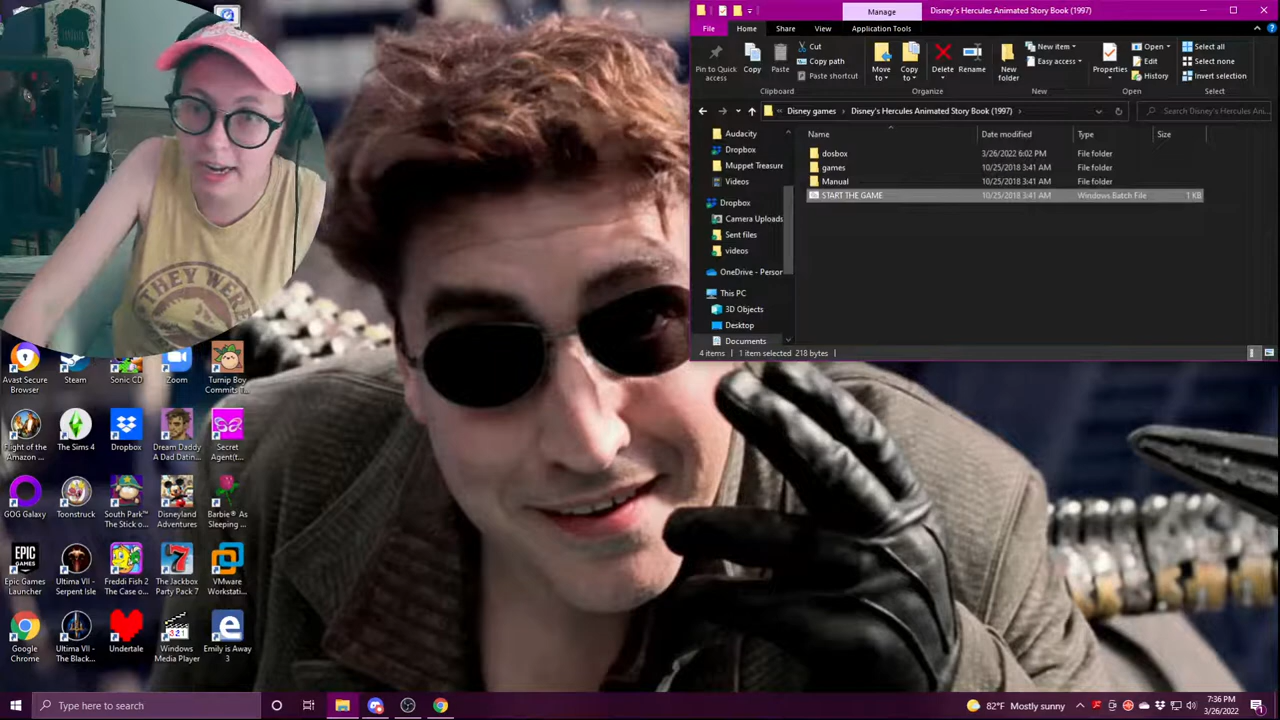 Manage
Disney's Hercules Animated Story Book (1997)
File
Home
Share
View
Application Tools
Pin to Quick access
Copy
Paste
Cut
Copy path
Paste shortcut
Clipboard
Move to
Copy to
Delete
Rename
Organize
New folder
New item
Easy access
New
Properties
Open
Edit
History
Open
Select all
Select none
Invert selection
Select
« Disney games > Disney's Hercules Animated Story Book (1997) >
Search Disney's Hercules Ani...
Audacity
Dropbox
Muppet Treasure
Videos
Dropbox
Camera Uploads
Sent files
videos
OneDrive - Person
This PC
3D Objects
Desktop
Documents
Name
Date modified
Type
Size
dosbox
3/26/2022 6:02 PM
File folder
games
10/25/2018 3:41 AM
File folder
Manual
10/25/2018 3:41 AM
File folder
START THE GAME
10/25/2018 3:41 AM
Windows Batch File
1 KB
4 items
1 item selected 218 bytes
THEY WERE
Avast Secure Browser
Steam
Sonic CD
Zoom
Turnip Boy Commits T...
Flight of the Amazon ...
The Sims 4
Dropbox
Dream Daddy A Dad Datin...
Secret Agent(t...
GOG Galaxy
Toonstruck
South Park™ The Stick o...
Disneyland Adventures
Barbie® As Sleeping ...
EPIC GAMES
Epic Games Launcher
Ultima VII - Serpent Isle
Freddi Fish 2 The Case o...
The Jackbox Party Pack 7
VMware Workstati...
Google Chrome
Ultima VII - The Black...
Undertale
321
Windows Media Player
Emily is Away 3
Type here to search
82°F Mostly sunny
7:36 PM
3/26/2022
1